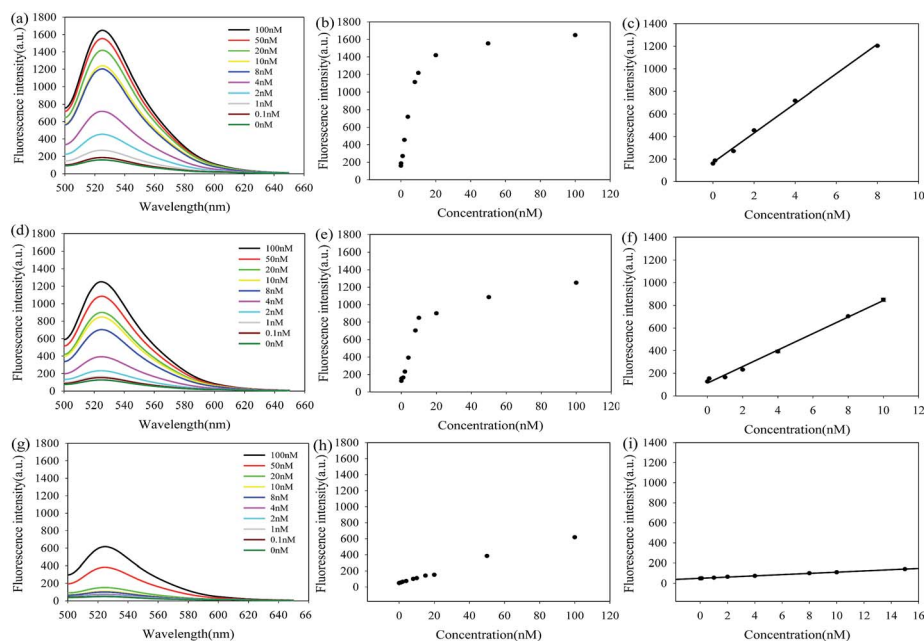 (a)
Fluorescence intensity(a.u.)
1800
1600
1400
1200
1000
800
600
400
200
0
100nM
50nM
20nM
10nM
8nM
4nM
2nM
1nM
0.1nM
0nM
500 520 540 560 580 600 620 640 660
Wavelength(nm)
(b)
Fluorescence intensity(a.u.)
1800
1600
1400
1200
1000
800
600
400
200
0
0 20 40 60 80 100 120
Concentration(nM)
(c)
Fluorescence intensity(a.u.)
1400
1200
1000
800
600
400
200
0
0 2 4 6 8 10
Concentration(nM)
(d)
Fluorescence intensity(a.u.)
1800
1600
1400
1200
1000
800
600
400
200
0
100nM
50nM
20nM
10nM
8nM
4nM
2nM
1nM
0.1nM
0nM
500 520 540 560 580 600 620 640 660
Wavelength(nm)
(e)
Fluorescence intensity(a.u.)
1800
1600
1400
1200
1000
800
600
400
200
0
0 20 40 60 80 100 120
Concentration(nM)
(f)
Fluorescence intensity(a.u.)
1400
1200
1000
800
600
400
200
0
0 2 4 6 8 10 12
Concentration(nM)
(g)
Fluorescence intensity(a.u.)
1800
1600
1400
1200
1000
800
600
400
200
0
100nM
50nM
20nM
10nM
8nM
4nM
2nM
1nM
0.1nM
0nM
500 520 540 560 580 600 620 640 660
Wavelength(nm)
(h)
Fluorescence intensity(a.u.)
1800
1600
1400
1200
1000
800
600
400
200
0
0 20 40 60 80 100 120
Concentration(nM)
(i)
Fluorescence intensity(a.u.)
1400
1200
1000
800
600
400
200
0
0 2 4 6 8 10 12 14 16
Concentration(nM)